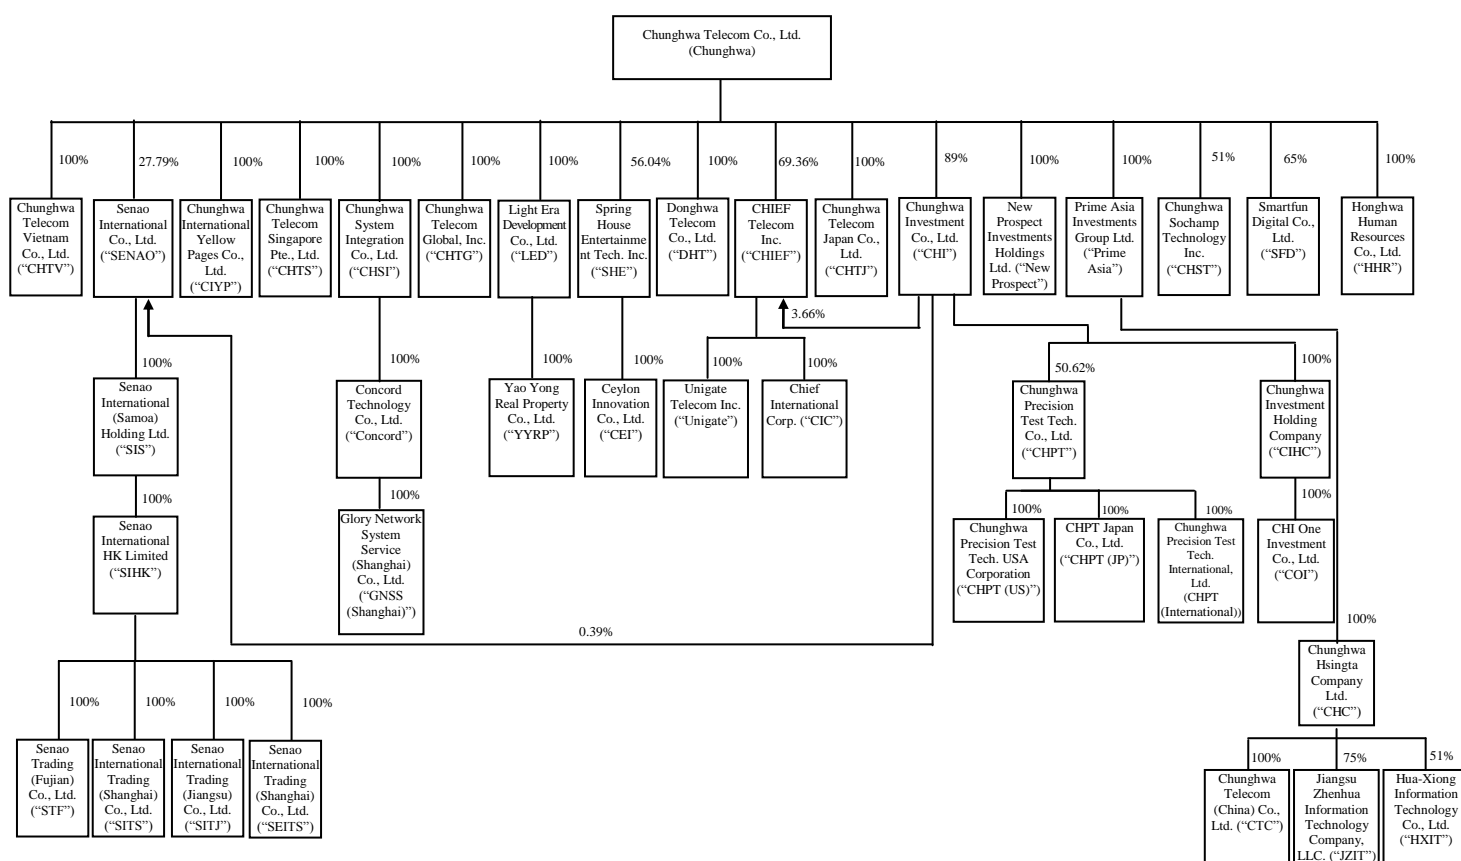 Chunghwa Telecom Co., Ltd.
(Chunghwa)
100%
27.79%
100%
100%
100%
100%
100%
56.04%
100%
69.36%
100%
89%
100%
100%
51%
65%
100%
Chunghwa
Telecom
Vietnam
Co., Ltd.
(“CHTV”)
Senao
International
Co., Ltd.
(“SENAO”)
Chunghwa
International
Yellow
Pages Co.,
Ltd.
(“CIYP”)
Chunghwa
Telecom
Singapore
Pte., Ltd.
(“CHTS”)
Chunghwa
System
Integration
Co., Ltd.
(“CHSI”)
Chunghwa
Telecom
Global, Inc.
(“CHTG”)
Light Era
Development
Co., Ltd.
(“LED”)
Spring
House
Entertainme
nt Tech. Inc.
(“SHE”)
Donghwa
Telecom
Co., Ltd.
(“DHT”)
CHIEF
Telecom
Inc.
(“CHIEF”)
Chunghwa
Telecom
Japan Co.,
Ltd.
(“CHTJ”)
Chunghwa
Investment
Co., Ltd.
(“CHI”)
New
Prospect
Investments
Holdings
Ltd. (“New
Prospect”)
Prime Asia
Investments
Group Ltd.
(“Prime
Asia”)
Chunghwa
Sochamp
Technology
Inc.
(“CHST”)
Smartfun
Digital Co.,
Ltd.
(“SFD”)
Honghwa
Human
Resources
Co., Ltd.
(“HHR”)
3.66%
100%
100%
100%
100%
100%
100%
50.62%
100%
Senao
International
(Samoa)
Holding Ltd.
(“SIS”)
Concord
Technology
Co., Ltd.
(“Concord”)
Yao Yong
Real Property
Co., Ltd.
(“YYRP”)
Ceylon
Innovation
Co., Ltd.
(“CEI”)
Unigate
Telecom Inc.
(“Unigate”)
Chief
International
Corp. (“CIC”)
Chunghwa
Precision
Test Tech.
Co., Ltd.
(“CHPT”)
Chunghwa
Investment
Holding
Company
(“CIHC”)
100%
100%
100%
100%
100%
100%
Senao
International
HK Limited
(“SIHK”)
Glory Network
System
Service
(Shanghai)
Co., Ltd.
(“GNSS
(Shanghai)”)
Chunghwa
Precision Test
Tech. USA
Corporation
(“CHPT (US)”)
CHPT Japan
Co., Ltd.
(“CHPT (JP)”)
Chunghwa
Precision Test
Tech.
International,
Ltd.
(CHPT
(International))
CHI One
Investment
Co., Ltd.
(“COI”)
0.39%
100%
Chunghwa
Hsingta
Company
Ltd.
(“CHC”)
100%
100%
100%
100%
Senao
Trading
(Fujian)
Co., Ltd.
(“STF”)
Senao
International
Trading
(Shanghai)
Co., Ltd.
(“SITS”)
Senao
International
Trading
(Jiangsu)
Co., Ltd.
(“SITJ”)
Senao
International
Trading
(Shanghai)
Co., Ltd.
(“SEITS”)
100%
75%
51%
Chunghwa
Telecom
(China) Co.,
Ltd. (“CTC”)
Jiangsu
Zhenhua
Information
Technology
Company,
LLC. (“JZIT”)
Hua-Xiong
Information
Technology
Co., Ltd.
(“HXIT”)